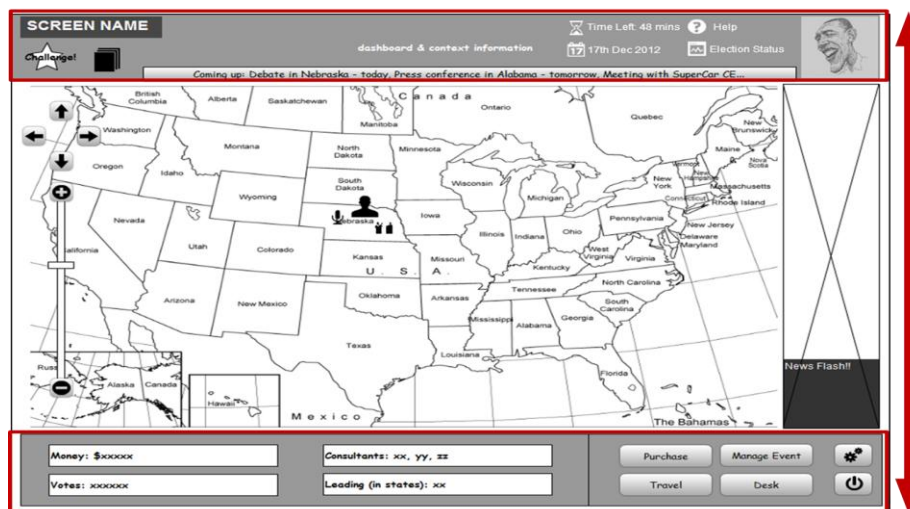 SCREEN NAME
Time Left: 48 mins
Help
Challenge!
dashboard & context information
17
17th Dec 2012
Election Status
Coming up: Debate in Nebraska - today, Press conference in Alabama - tomorrow, Meeting with SuperCar CE...
British Columbia
Alberta
Saskatchewan
Manitoba
Canada
Ontario
Quebec
New Brunswick
Washington
Montana
North Dakota
Minnesota
Maine
Nova Scotia
Oregon
Idaho
South Dakota
Wisconsin
Michigan
Vermont
New Hampshire
New York
Massachusetts
Wyoming
Connecticut
Rhode Island
Nebraska
Iowa
Nevada
Pennsylvania
New Jersey
Utah
Colorado
Illinois
Indiana
Ohio
Delaware
Maryland
California
Kansas
Missouri
West Virginia
Virginia
U. S. A.
Kentucky
Arizona
New Mexico
Oklahoma
Arkansas
Tennessee
North Carolina
South Carolina
Mississippi
Alabama
Georgia
Texas
Louisiana
Florida
News Flash!!
Alaska
Canada
Hawaii
Mexico
The Bahamas
Money: $xxxxx
Consultants: xx, yy, zz
Purchase
Manage Event
Votes: xxxxxx
Leading (in states): xx
Travel
Desk